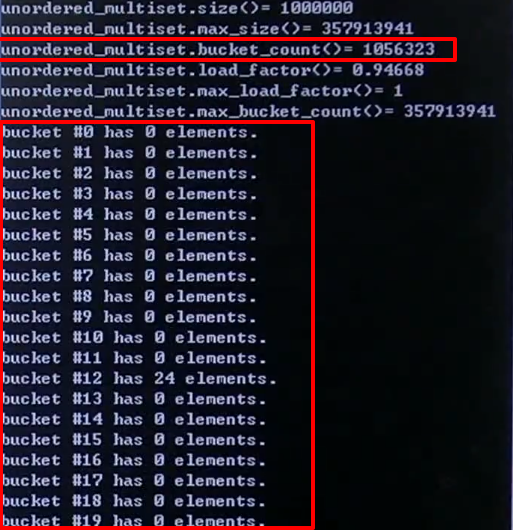 unordered_multiset.size()= 1000000
unordered_multiset.max_size()= 357913941
unordered_multiset.bucket_count()= 1056323
unordered_multiset.load_factor()= 0.94668
unordered_multiset.max_load_factor()= 1
unordered_multiset.max_bucket_count()= 357913941
bucket #0 has 0 elements.
bucket #1 has 0 elements.
bucket #2 has 0 elements.
bucket #3 has 0 elements.
bucket #4 has 0 elements.
bucket #5 has 0 elements.
bucket #6 has 0 elements.
bucket #7 has 0 elements.
bucket #8 has 0 elements.
bucket #9 has 0 elements.
bucket #10 has 0 elements.
bucket #11 has 0 elements.
bucket #12 has 24 elements.
bucket #13 has 0 elements.
bucket #14 has 0 elements.
bucket #15 has 0 elements.
bucket #16 has 0 elements.
bucket #17 has 0 elements.
bucket #18 has 0 elements.
bucket #19 has 0 elements.